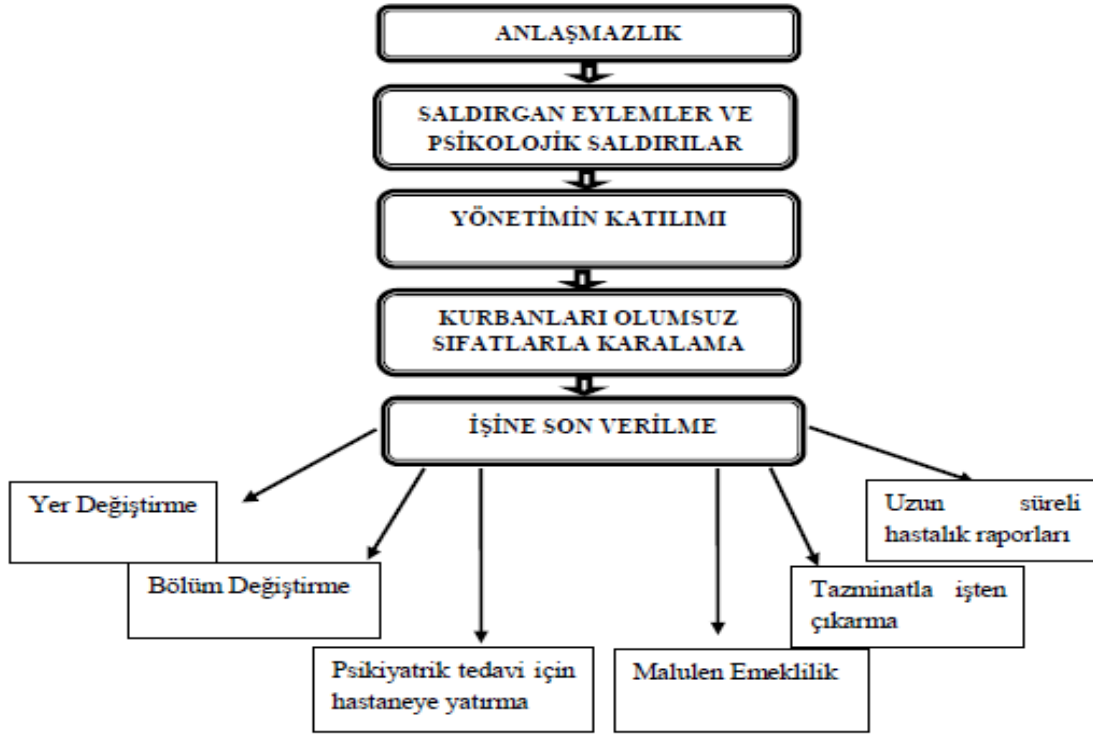 ANLAŞMAZLIK
SALDIRGAN EYLEMLER VE
PSİKOLOJİK SALDIRILAR
YÖNETİMİN KATILIMI
KURBANLARI OLUMSUZ
SIFATLARLA KARALAMA
İŞİNE SON VERİLME
Yer Değiştirme
Bölüm Değiştirme
Psikiyatrik tedavi için
hastaneye yatırma
Malulen Emeklilik
Tazminatla işten
çıkarma
Uzun süreli
hastalık raporları